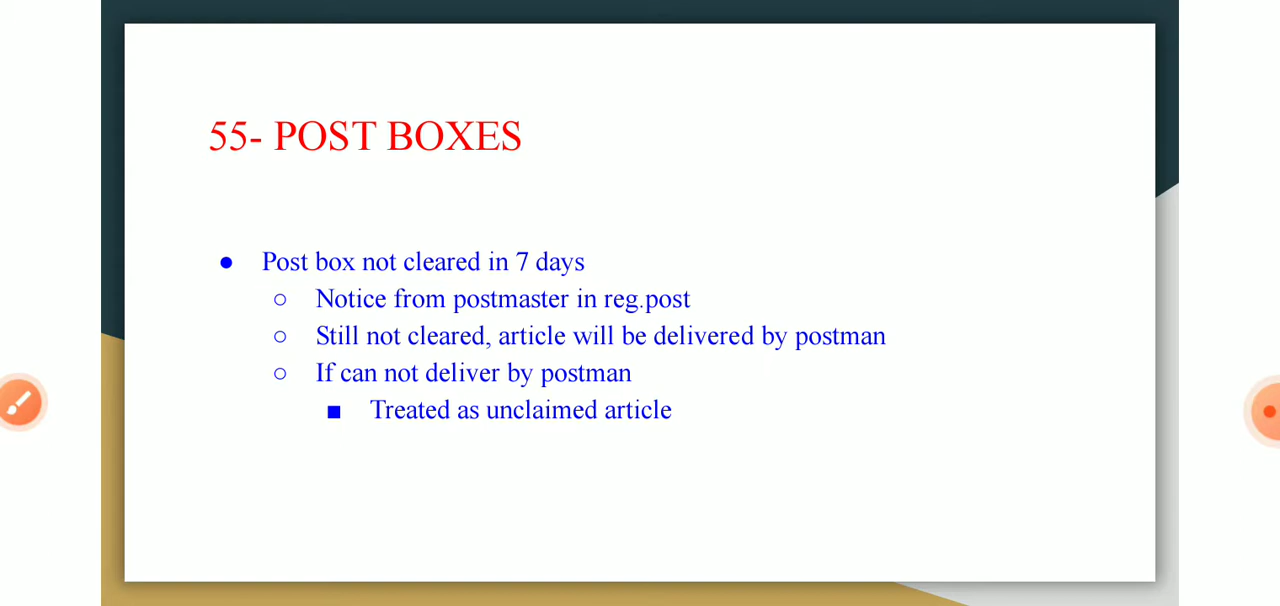 55- POST BOXES
● Post box not cleared in 7 days
○ Notice from postmaster in reg.post
○ Still not cleared, article will be delivered by postman
○ If can not deliver by postman
■ Treated as unclaimed article